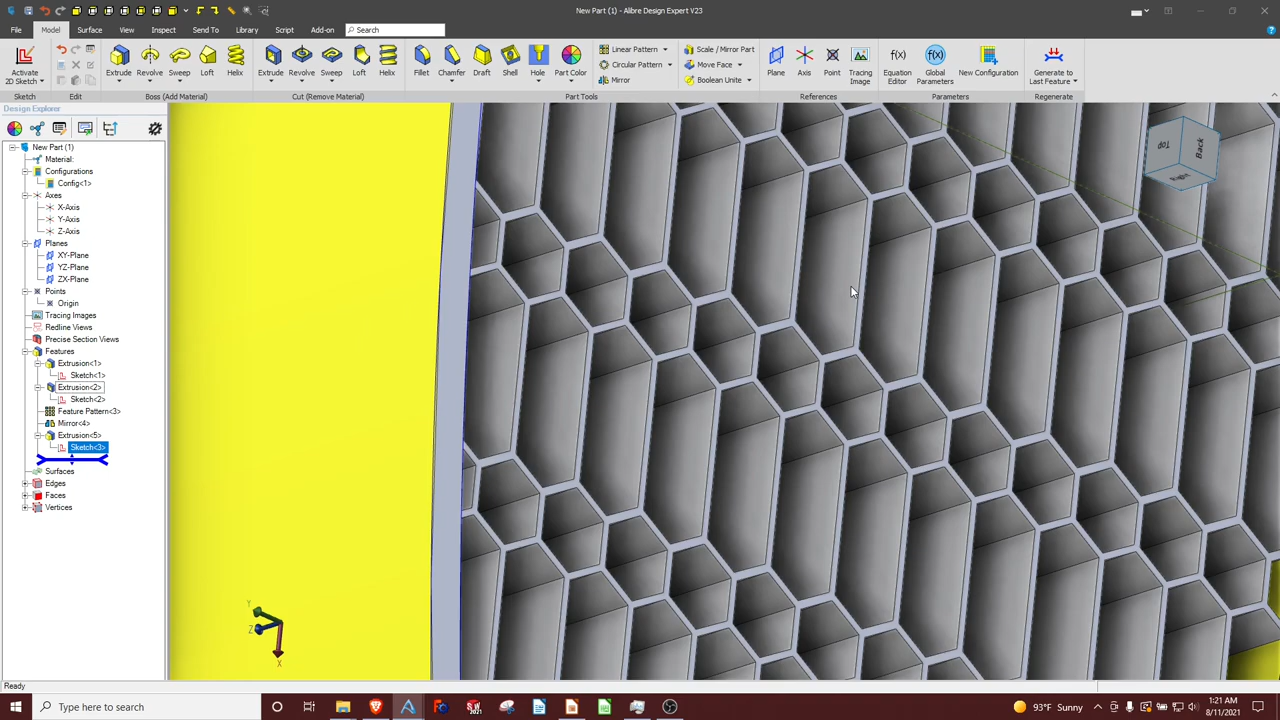 New Part (1) - Alibre Design Expert V23
File Model Surface View Inspect Send To Library Script Add-on Search
Activate
2D Sketch
Extrude Revolve Sweep Loft Helix
Extrude Revolve Sweep Loft Helix
Fillet Chamfer Draft Shell Hole Part Color
Linear Pattern Scale / Mirror Part
Circular Pattern Move Face
Mirror Boolean Unite
Plane Axis Point Tracing
Image
Equation
Editor
Global
Parameters
New Configuration
Generate to
Last Feature
Sketch Edit Boss (Add Material) Cut (Remove Material) Part Tools References Parameters Regenerate
Design Explorer
New Part (1)
Material:
Configurations
Config<1>
Axes
X-Axis
Y-Axis
Z-Axis
Planes
XY-Plane
YZ-Plane
ZX-Plane
Points
Origin
Tracing Images
Redline Views
Precise Section Views
Features
Extrusion<1>
Sketch<1>
Extrusion<2>
Sketch<2>
Feature Pattern<3>
Mirror<4>
Extrusion<5>
Sketch<3>
Surfaces
Edges
Faces
Vertices
Top
Back
Right
Y
Z
X
Ready
Type here to search
SW
2021
93°F Sunny
1:21 AM
8/11/2021